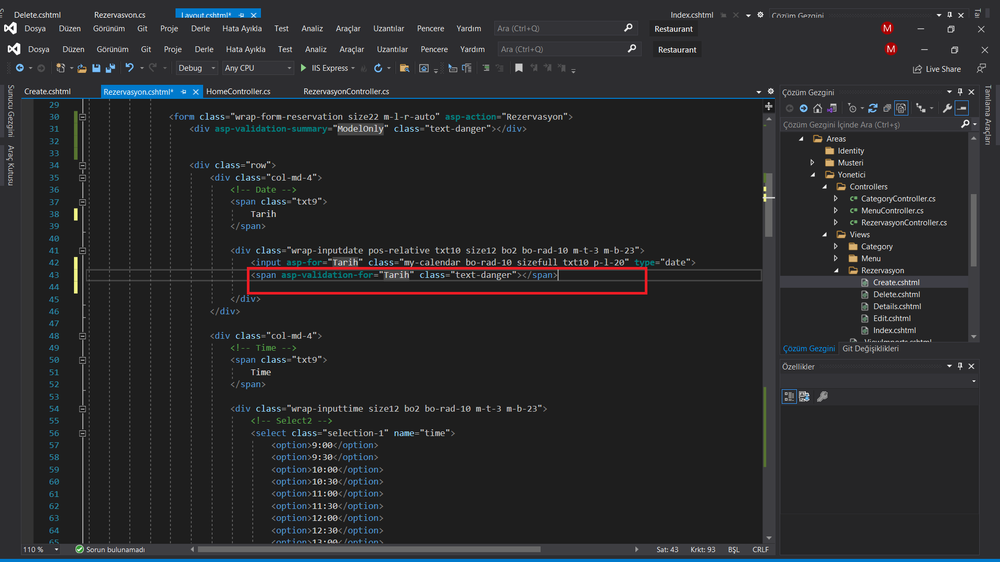 Delete.cshtml Rezervasyon.cs Layout.cshtml* Index.cshtml Çözüm Gezgini
Dosya Düzen Görünüm Git Proje Derle Hata Ayıkla Test Analiz Araçlar Uzantılar Pencere Yardım Ara (Ctrl+Q) Restaurant M
Dosya Düzen Görünüm Git Proje Derle Hata Ayıkla Test Analiz Araçlar Uzantılar Pencere Yardım Ara (Ctrl+Q) Restaurant M
Debug Any CPU IIS Express Live Share
Sunucu Gezgini
Araç Kutusu
Create.cshtml Rezervasyon.cshtml* HomeController.cs RezervasyonController.cs
29
30 <form class="wrap-form-reservation size22 m-l-r-auto" asp-action="Rezervasyon">
31 <div asp-validation-summary="ModelOnly" class="text-danger"></div>
32
33
34 <div class="row">
35 <div class="col-md-4">
36 <!-- Date -->
37 <span class="txt9">
38 Tarih
39 </span>
40
41 <div class="wrap-inputdate pos-relative txt10 size12 bo2 bo-rad-10 m-t-3 m-b-23">
42 <input asp-for="Tarih" class="my-calendar bo-rad-10 sizefull txt10 p-l-20" type="date">
43 <span asp-validation-for="Tarih" class="text-danger"></span>
44
45 </div>
46 </div>
47
48 <div class="col-md-4">
49 <!-- Time -->
50 <span class="txt9">
51 Time
52 </span>
53
54 <div class="wrap-inputtime size12 bo2 bo-rad-10 m-t-3 m-b-23">
55 <!-- Select2 -->
56 <select class="selection-1" name="time">
57 <option>9:00</option>
58 <option>9:30</option>
59 <option>10:00</option>
60 <option>10:30</option>
61 <option>11:00</option>
62 <option>11:30</option>
63 <option>12:00</option>
64 <option>12:30</option>
65 <option>13:00</option>
110 % Sorun bulunamadı Sat: 43 Krkt: 93 BŞL CRLF
Çözüm Gezgini
Çözüm Gezgini İçinde Ara (Ctrl+ş)
Areas
Identity
Musteri
Yonetici
Controllers
C# CategoryController.cs
C# MenuController.cs
C# RezervasyonController.cs
Views
Category
Menu
Rezervasyon
Create.cshtml
Delete.cshtml
Details.cshtml
Edit.cshtml
Index.cshtml
_ViewImports.cshtml
Çözüm Gezgini Git Değişiklikleri
Özellikler
Tanılama Araçları